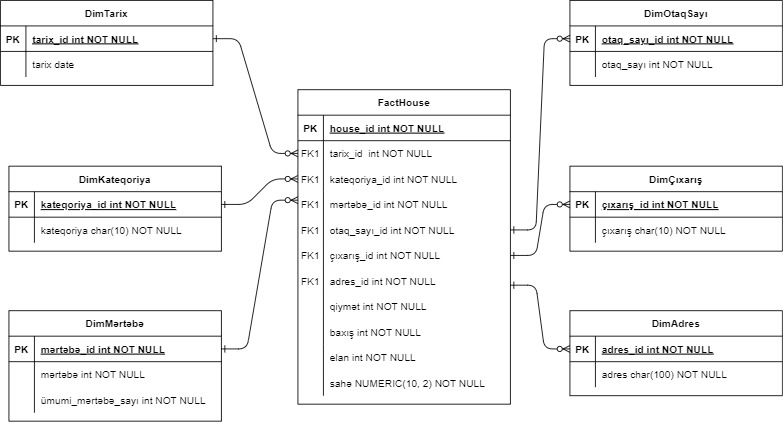 DimTarix
PK tarix_id int NOT NULL
tarix date
DimKateqoriya
PK kateqoriya_id int NOT NULL
kateqoriya char(10) NOT NULL
DimMərtəbə
PK mərtəbə_id int NOT NULL
mərtəbə int NOT NULL
ümumi_mərtəbə_sayı int NOT NULL
FactHouse
PK house_id int NOT NULL
FK1 tarix_id int NOT NULL
FK1 kateqoriya_id int NOT NULL
FK1 mərtəbə_id int NOT NULL
FK1 otaq_sayı_id int NOT NULL
FK1 çıxarış_id int NOT NULL
FK1 adres_id int NOT NULL
qiymət int NOT NULL
baxış int NOT NULL
elan int NOT NULL
sahə NUMERIC(10, 2) NOT NULL
DimOtaqSayı
PK otaq_sayı_id int NOT NULL
otaq_sayı int NOT NULL
DimÇıxarış
PK çıxarış_id int NOT NULL
çıxarış char(10) NOT NULL
DimAdres
PK adres_id int NOT NULL
adres char(100) NOT NULL